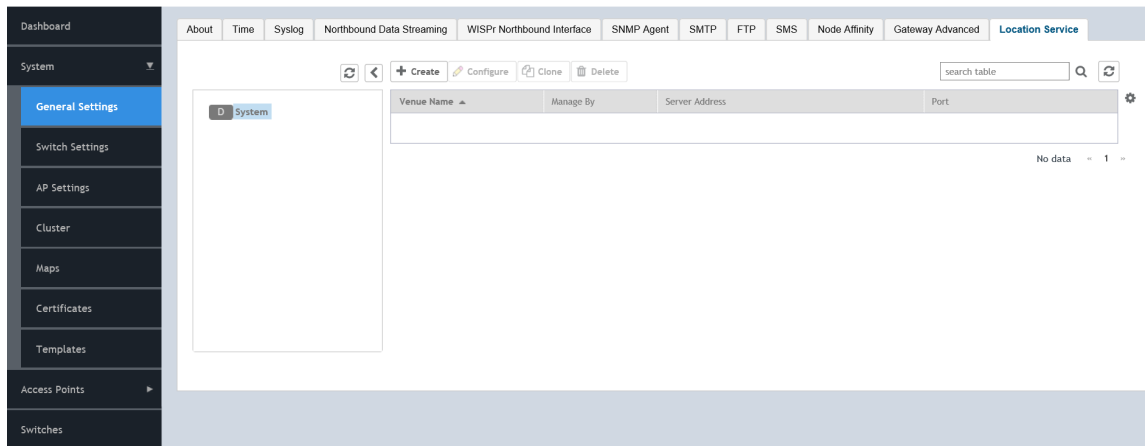 Dashboard
System
General Settings
Switch Settings
AP Settings
Cluster
Maps
Certificates
Templates
Access Points
Switches
About Time Syslog Northbound Data Streaming WISPr Northbound Interface SNMP Agent SMTP FTP SMS Node Affinity Gateway Advanced Location Service
Create Configure Clone Delete search table
D System
Venue Name Manage By Server Address Port
No data « 1 »